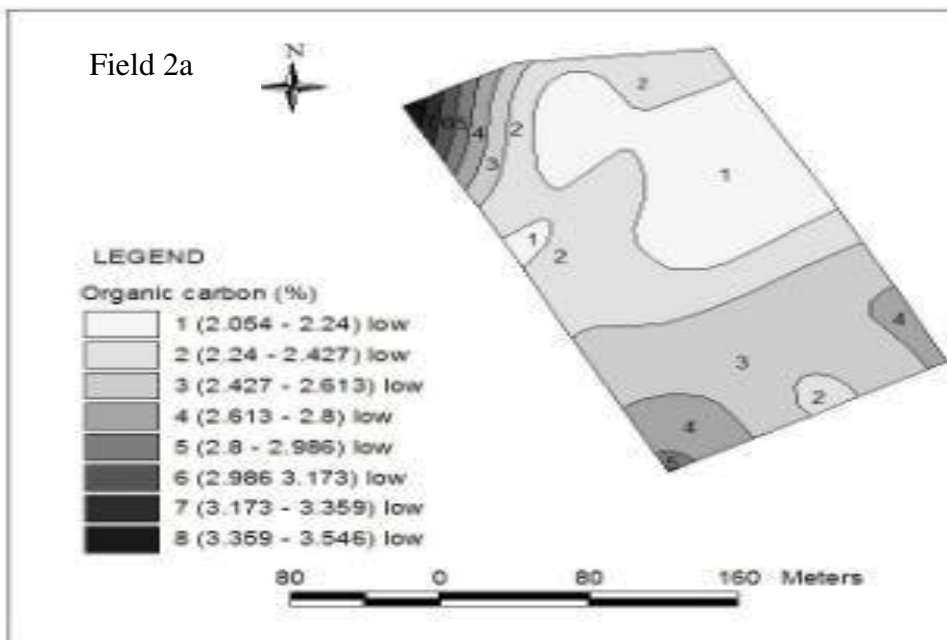 Field 2a
N
2
4
2
3
1
1
2
4
3
2
4
5
LEGEND
Organic carbon (%)
1 (2.054 - 2.24) low
2 (2.24 - 2.427) low
3 (2.427 - 2.613) low
4 (2.613 - 2.8) low
5 (2.8 - 2.986) low
6 (2.986 3.173) low
7 (3.173 - 3.359) low
8 (3.359 - 3.546) low
80 0 80 160 Meters